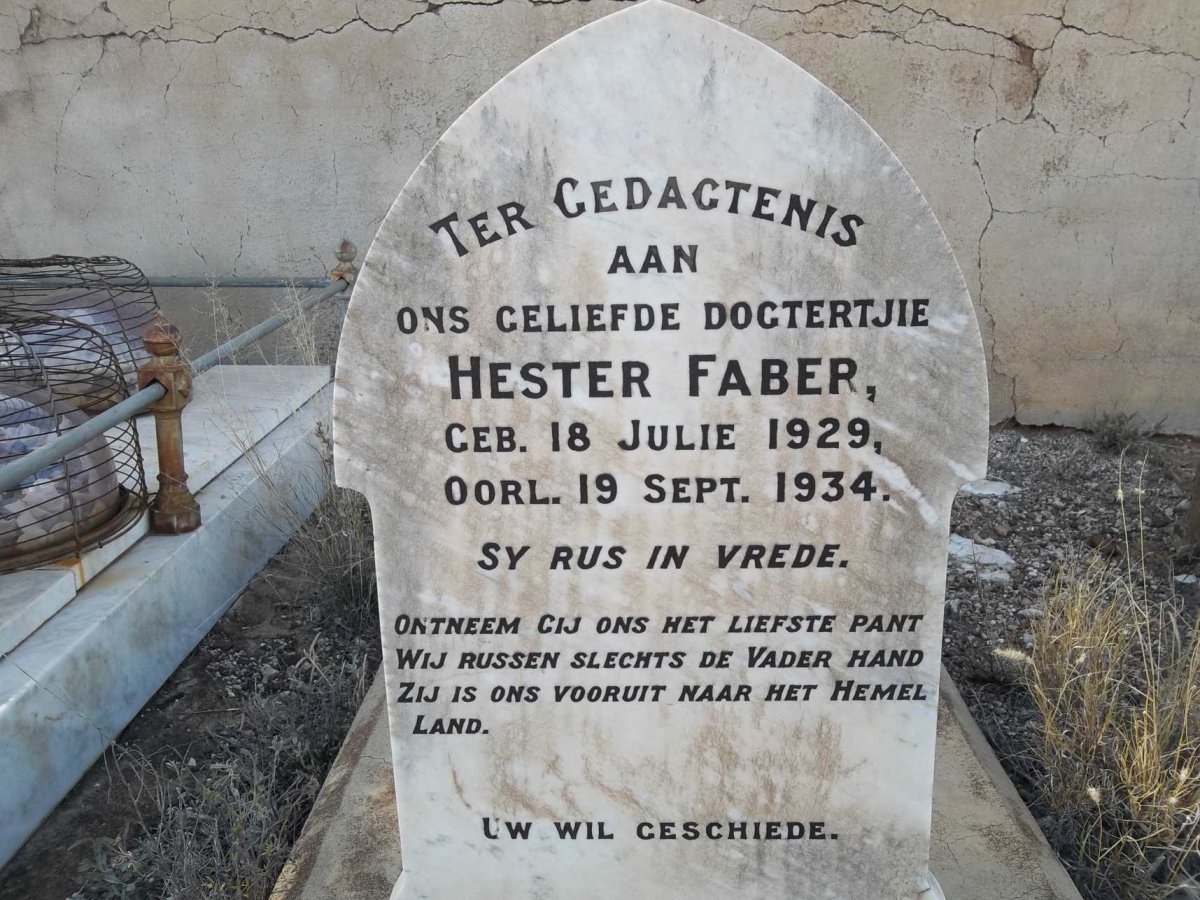 TER GEDAGTENIS
AAN
ONS GELIEFDE DOGTERTJIE
HESTER FABER,
GEB. 18 JULIE 1929,
OORL. 19 SEPT. 1934.
SY RUS IN VREDE.
ONTNEEM GIJ ONS HET LIEFSTE PANT
WIJ RUSSEN SLECHTS DE VADER HAND
ZIJ IS ONS VOORUIT NAAR HET HEMEL
LAND.
UW WIL GESCHIEDE.